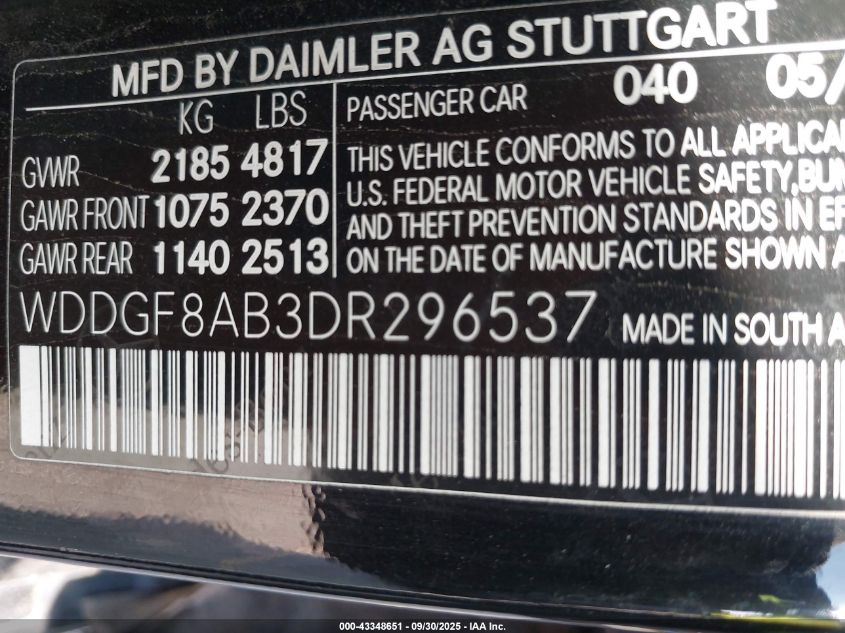 MFD BY DAIMLER AG STUTTGART
KG LBS PASSENGER CAR 040 05/
GVWR 2185 4817 THIS VEHICLE CONFORMS TO ALL APPLICA
GAWR FRONT 1075 2370 U.S. FEDERAL MOTOR VEHICLE SAFETY, BUM
GAWR REAR 1140 2513 AND THEFT PREVENTION STANDARDS IN EF
ON THE DATE OF MANUFACTURE SHOWN A
WDDGF8AB3DR296537 MADE IN SOUTH A
000-43348651 - 09/30/2025 - IAA Inc.